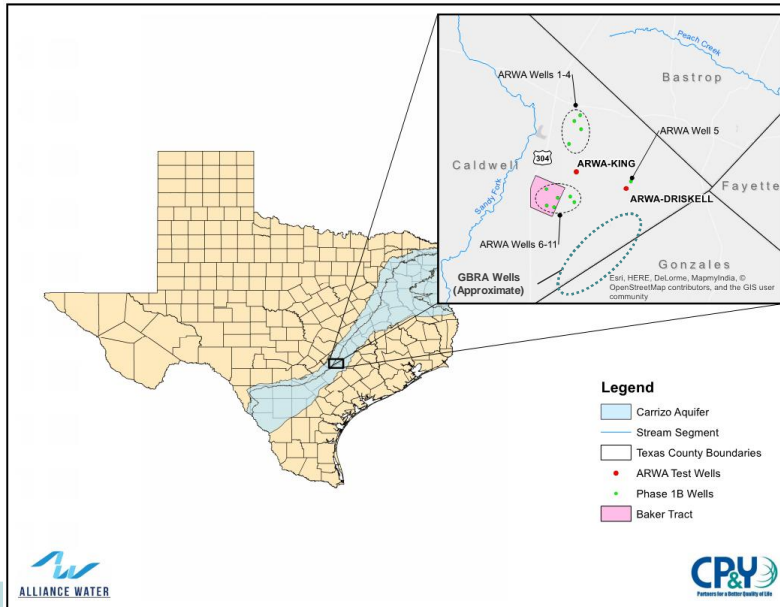 Peach Creek
Bastrop
ARWA Wells 1-4
ARWA Well 5
304
ARWA-KING
Caldwell
Fayette
Sandy Fork
ARWA-DRISKELL
ARWA Wells 6-11
Gonzales
GBRA Wells
(Approximate)
Esri, HERE, DeLorme, MapmyIndia, ©
OpenStreetMap contributors, and the GIS user
community
Legend
Carrizo Aquifer
Stream Segment
Texas County Boundaries
ARWA Test Wells
Phase 1B Wells
Baker Tract
ALLIANCE WATER
CP&Y
Partners for a Better Quality of Life